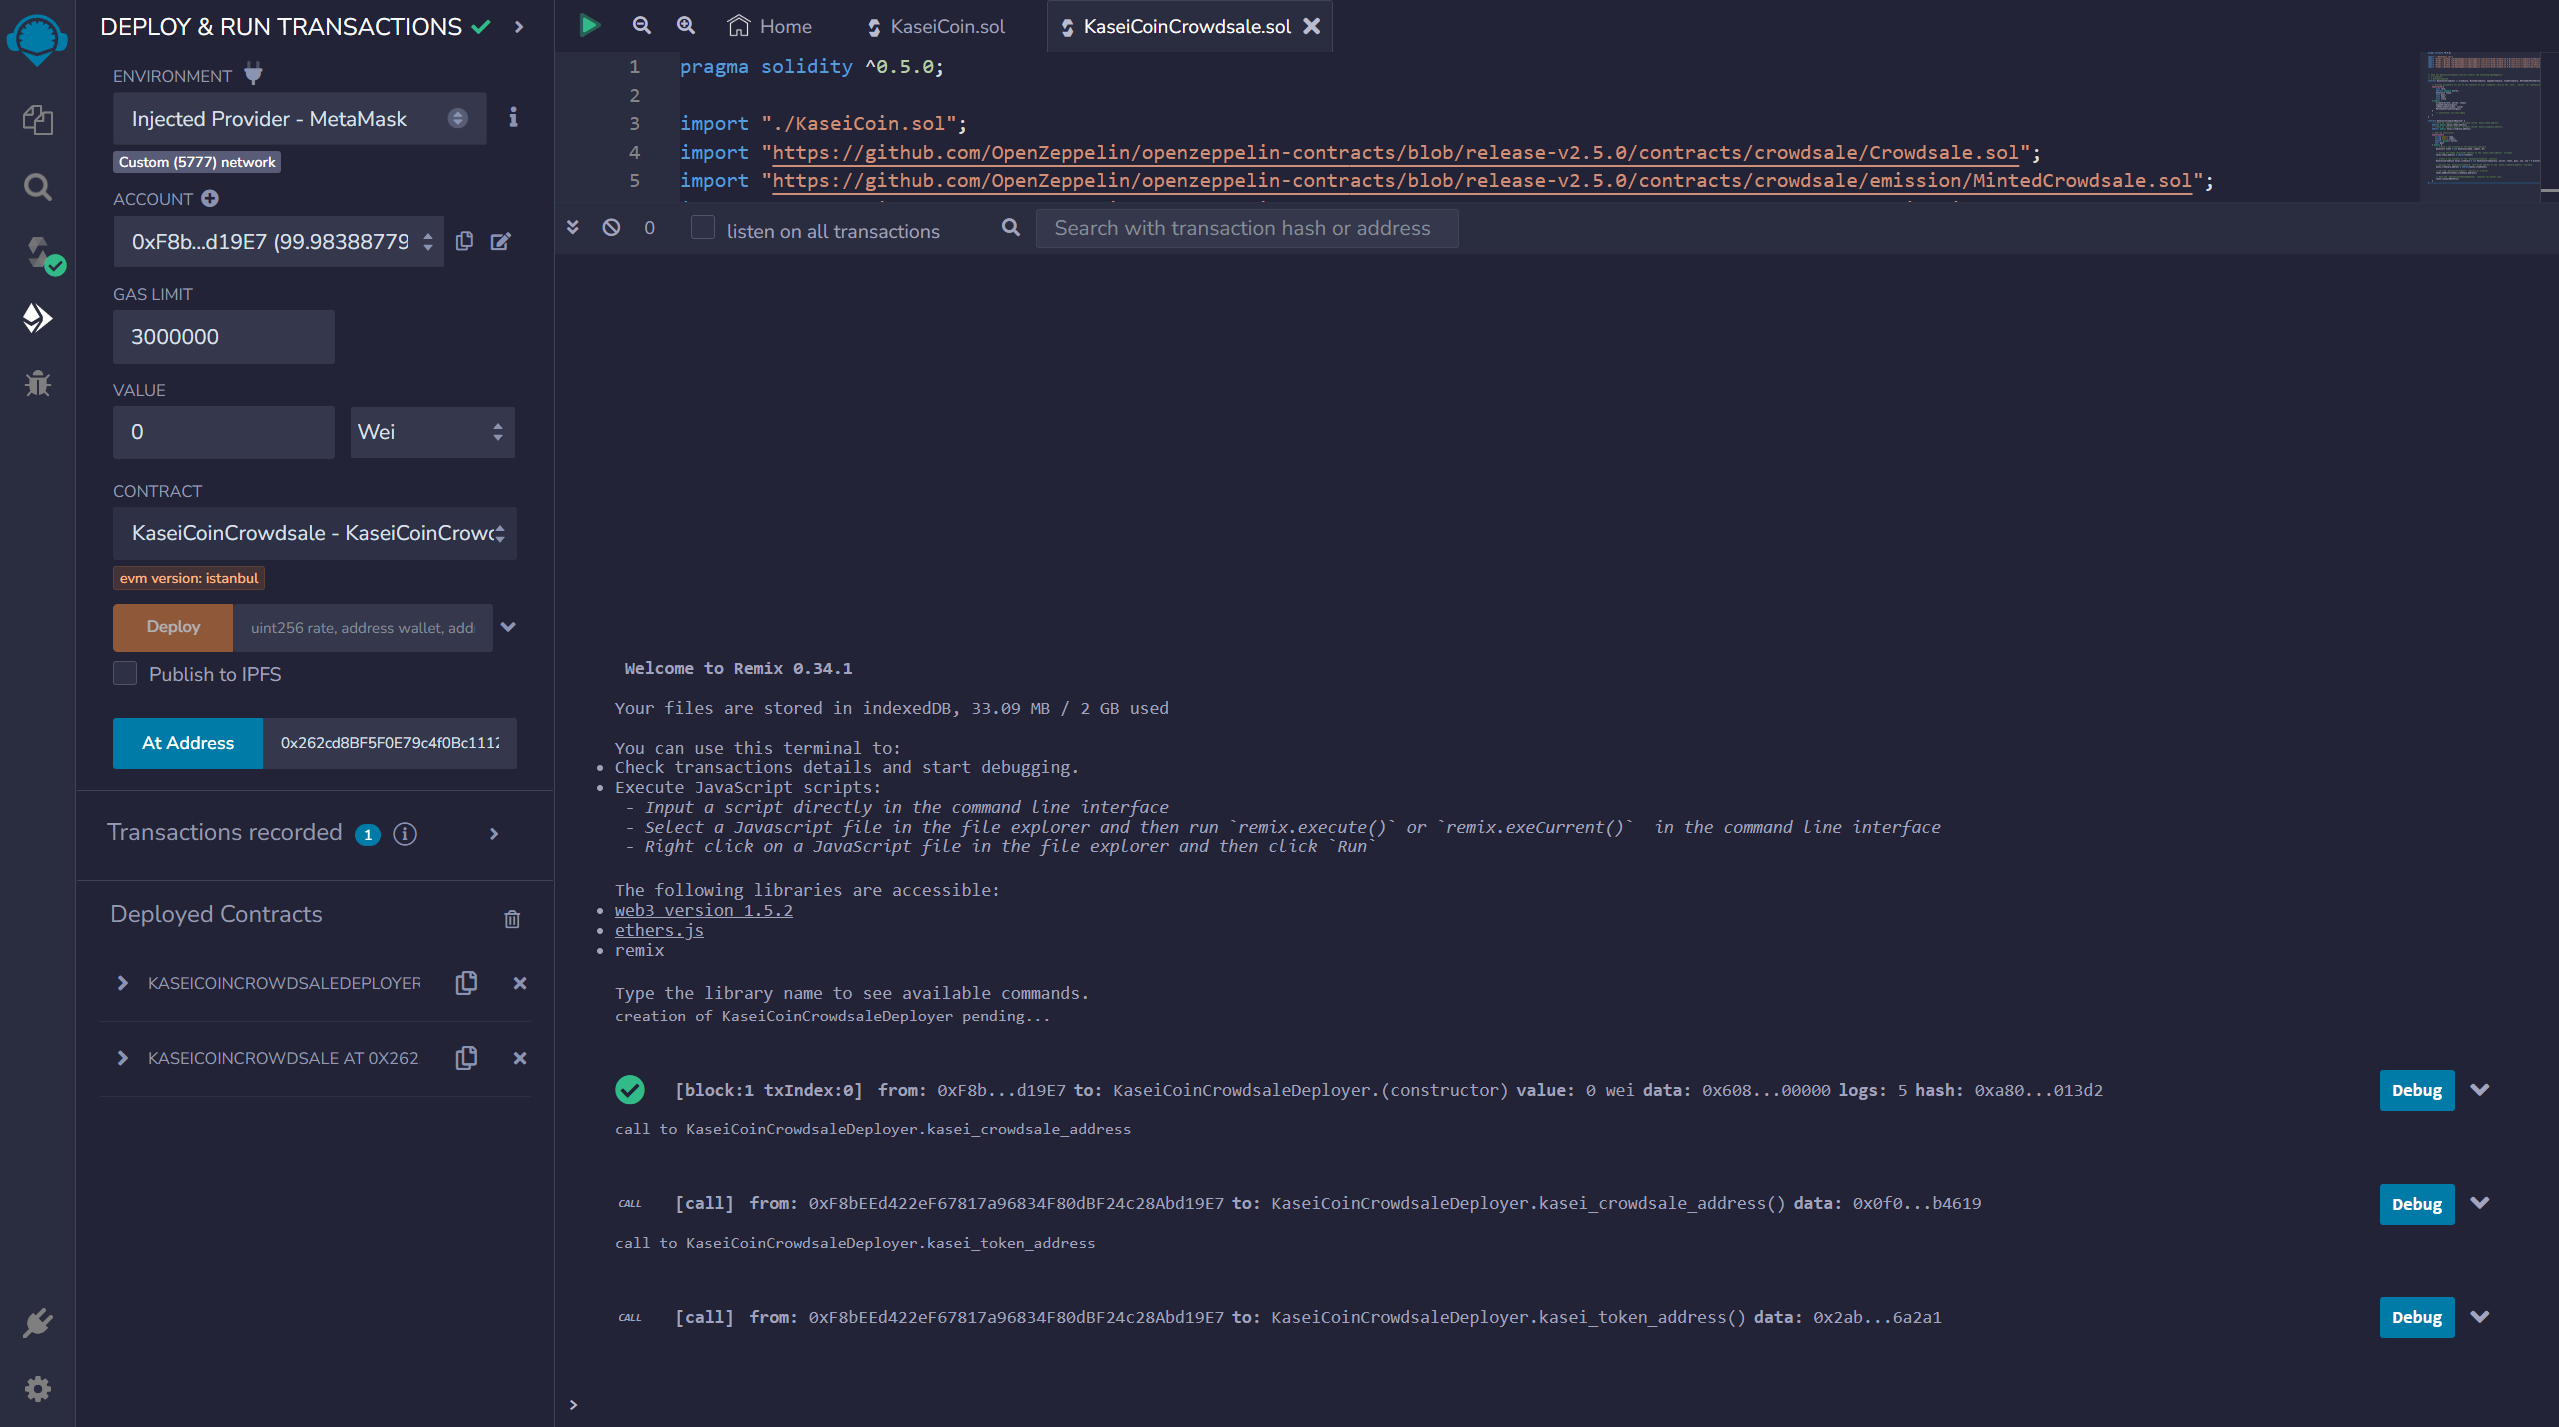 DEPLOY & RUN TRANSACTIONS
ENVIRONMENT
Injected Provider - MetaMask
Custom (5777) network
ACCOUNT
0xF8b...d19E7 (99.98388779
GAS LIMIT
3000000
VALUE
0
Wei
CONTRACT
KaseiCoinCrowdsale - KaseiCoinCrowd
evm version: istanbul
Deploy
uint256 rate, address wallet, add
Publish to IPFS
At Address
0x262cd8BF5F0E79c4f0Bc1112
Transactions recorded 1
Deployed Contracts
KASEICOINCROWDSALEDEPLOYER
KASEICOINCROWDSALE AT 0X262
Home
KaseiCoin.sol
KaseiCoinCrowdsale.sol
1 pragma solidity ^0.5.0;
2
3 import "./KaseiCoin.sol";
4 import "https://github.com/OpenZeppelin/openzeppelin-contracts/blob/release-v2.5.0/contracts/crowdsale/Crowdsale.sol";
5 import "https://github.com/OpenZeppelin/openzeppelin-contracts/blob/release-v2.5.0/contracts/crowdsale/emission/MintedCrowdsale.sol";
0
listen on all transactions
Search with transaction hash or address
Welcome to Remix 0.34.1
Your files are stored in indexedDB, 33.09 MB / 2 GB used
You can use this terminal to:
• Check transactions details and start debugging.
• Execute JavaScript scripts:
- Input a script directly in the command line interface
- Select a Javascript file in the file explorer and then run `remix.execute()` or `remix.exeCurrent()` in the command line interface
- Right click on a JavaScript file in the file explorer and then click `Run`
The following libraries are accessible:
• web3 version 1.5.2
• ethers.js
• remix
Type the library name to see available commands.
creation of KaseiCoinCrowdsaleDeployer pending...
[block:1 txIndex:0] from: 0xF8b...d19E7 to: KaseiCoinCrowdsaleDeployer.(constructor) value: 0 wei data: 0x608...00000 logs: 5 hash: 0xa80...013d2
Debug
call to KaseiCoinCrowdsaleDeployer.kasei_crowdsale_address
CALL [call] from: 0xF8bEEd422eF67817a96834F80dBF24c28Abd19E7 to: KaseiCoinCrowdsaleDeployer.kasei_crowdsale_address() data: 0x0f0...b4619
Debug
call to KaseiCoinCrowdsaleDeployer.kasei_token_address
CALL [call] from: 0xF8bEEd422eF67817a96834F80dBF24c28Abd19E7 to: KaseiCoinCrowdsaleDeployer.kasei_token_address() data: 0x2ab...6a2a1
Debug
>